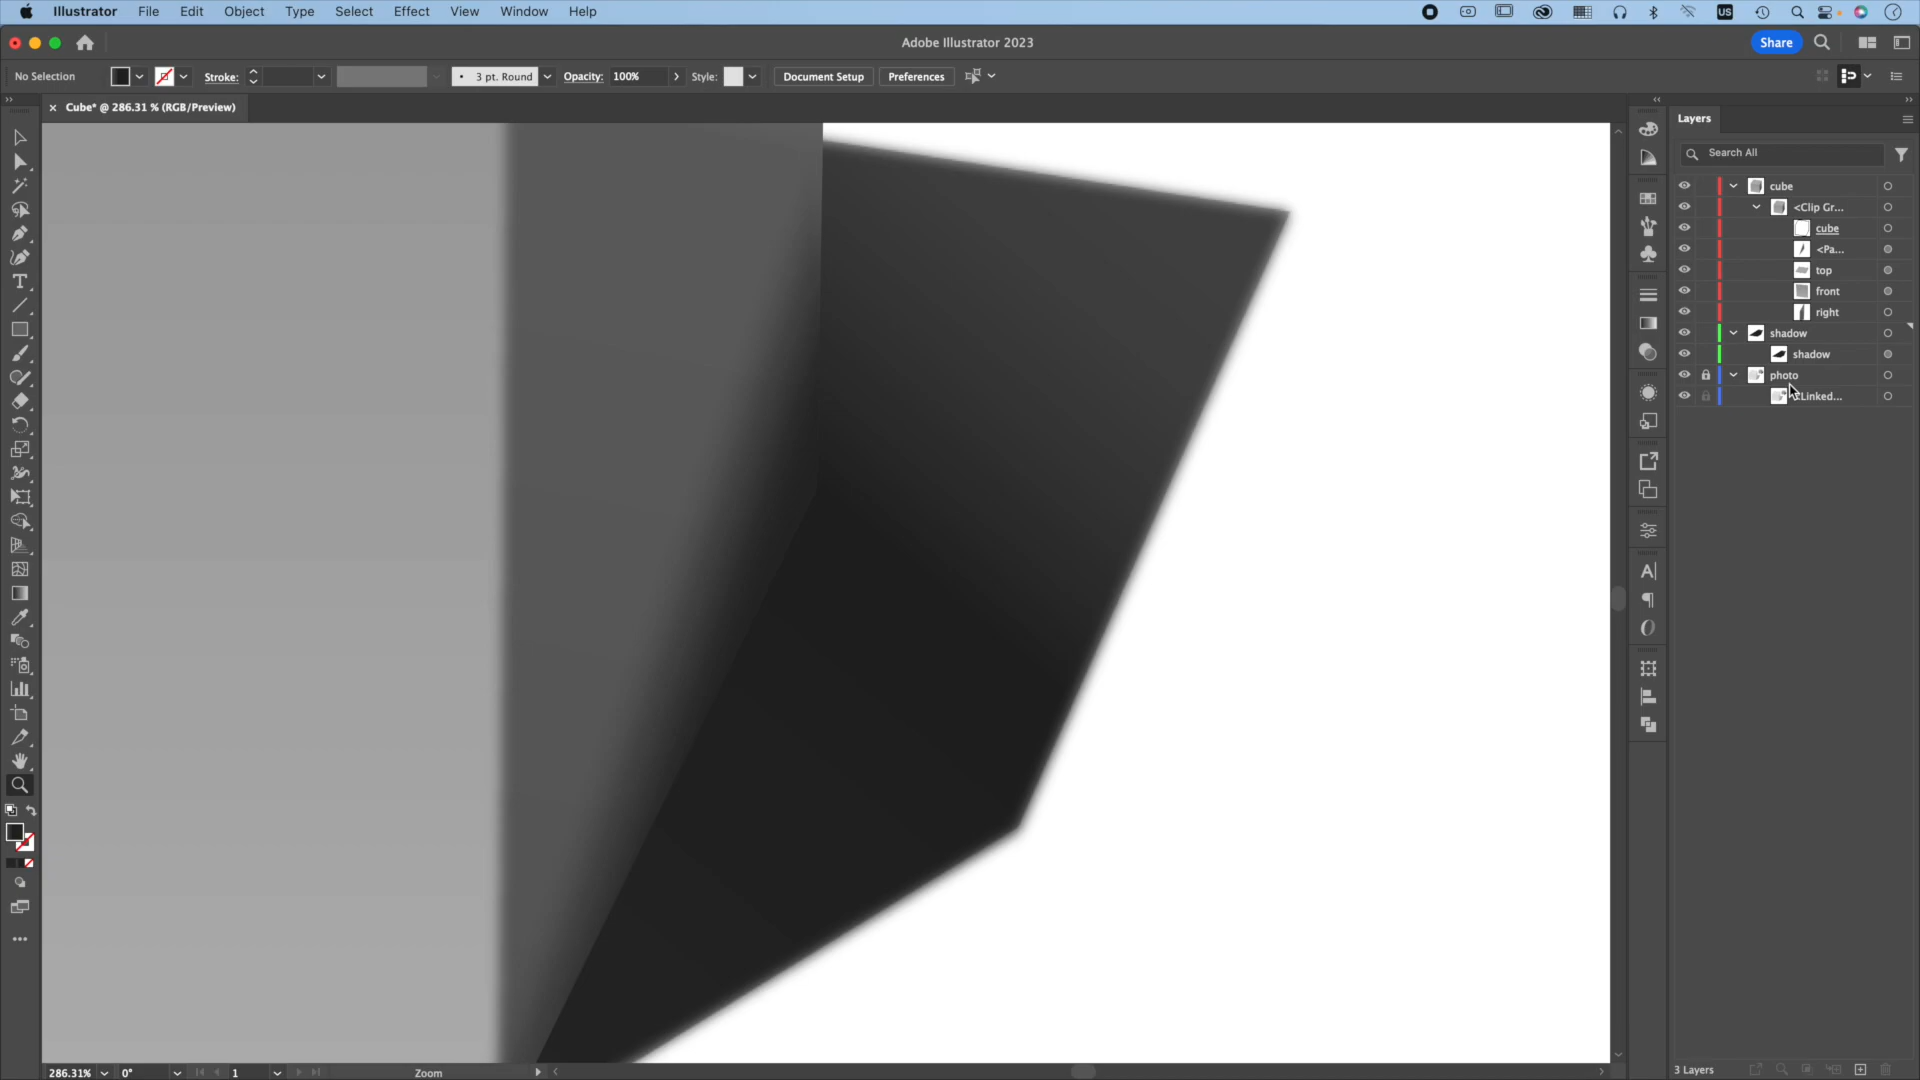 Illustrator File Edit Object Type Select Effect View Window Help US
Adobe Illustrator 2023 Share
No Selection Stroke: 3 pt. Round Opacity: 100% Style: Document Setup Preferences
Cube* @ 286.31 % (RGB/Preview)
Layers
Search All
cube
<Clip Gr...
cube
<Pa...
top
front
right
shadow
shadow
photo
Linked...
286.31% 0° 1 Zoom 3 Layers